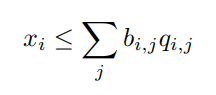 x_i ≤ ∑_j b_{i,j} q_{i,j}